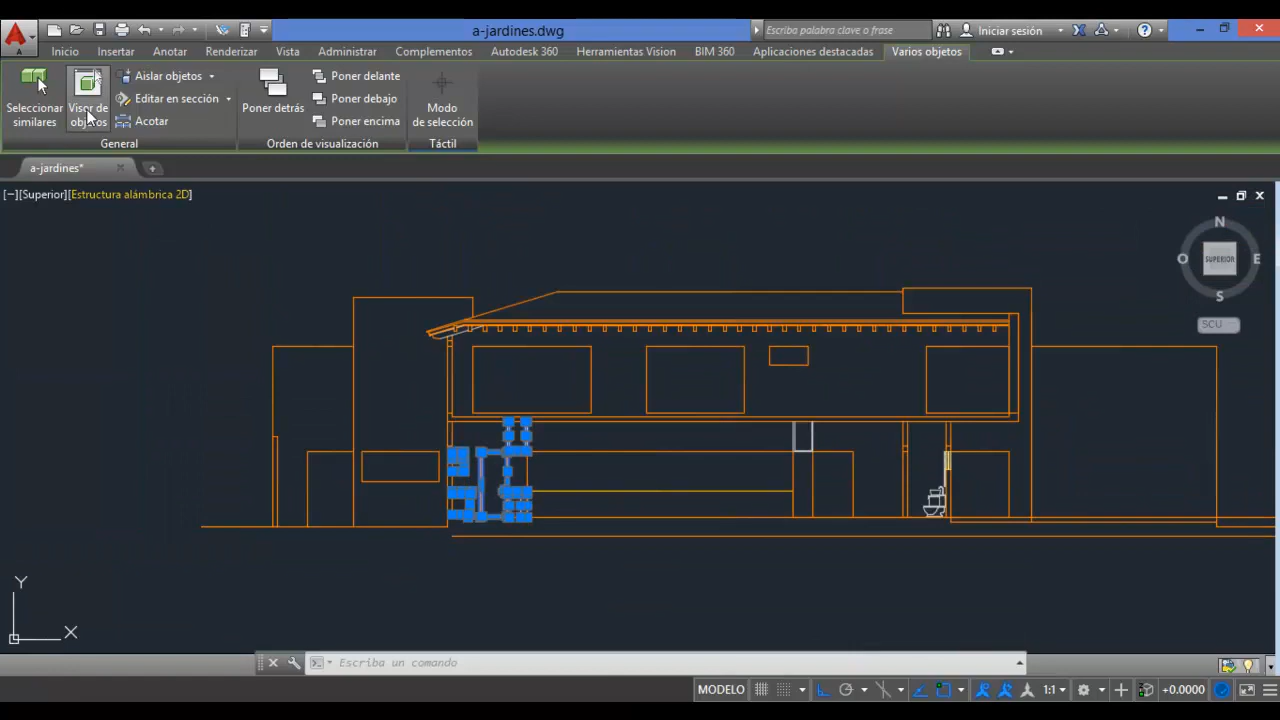 a-jardines.dwg
Escriba palabra clave o frase
Iniciar sesión
A
Inicio
Insertar
Anotar
Renderizar
Vista
Administrar
Complementos
Autodesk 360
Herramientas Vision
BIM 360
Aplicaciones destacadas
Varios objetos
Seleccionar
similares
Visor de
objetos
Aislar objetos
Editar en sección
Acotar
General
Poner detrás
Poner delante
Poner debajo
Poner encima
Orden de visualización
Modo
de selección
Táctil
a-jardines*
[−][Superior][Estructura alámbrica 2D]
N
O
SUPERIOR
E
S
SCU
Y
X
Escriba un comando
MODELO
1:1
+0.0000